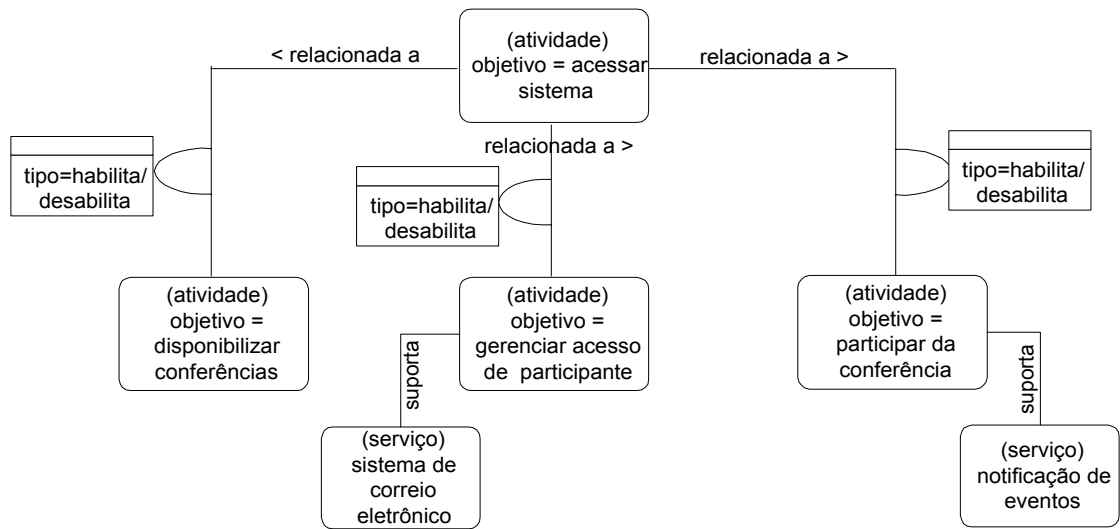 (atividade)
objetivo = acessar
sistema
< relacionada a
relacionada a >
relacionada a >
tipo=habilita/
desabilita
tipo=habilita/
desabilita
tipo=habilita/
desabilita
(atividade)
objetivo =
disponibilizar
conferências
(atividade)
objetivo =
gerenciar acesso
de participante
(atividade)
objetivo =
participar da
conferência
suporta
suporta
(serviço)
sistema de
correio
eletrônico
(serviço)
notificação de
eventos